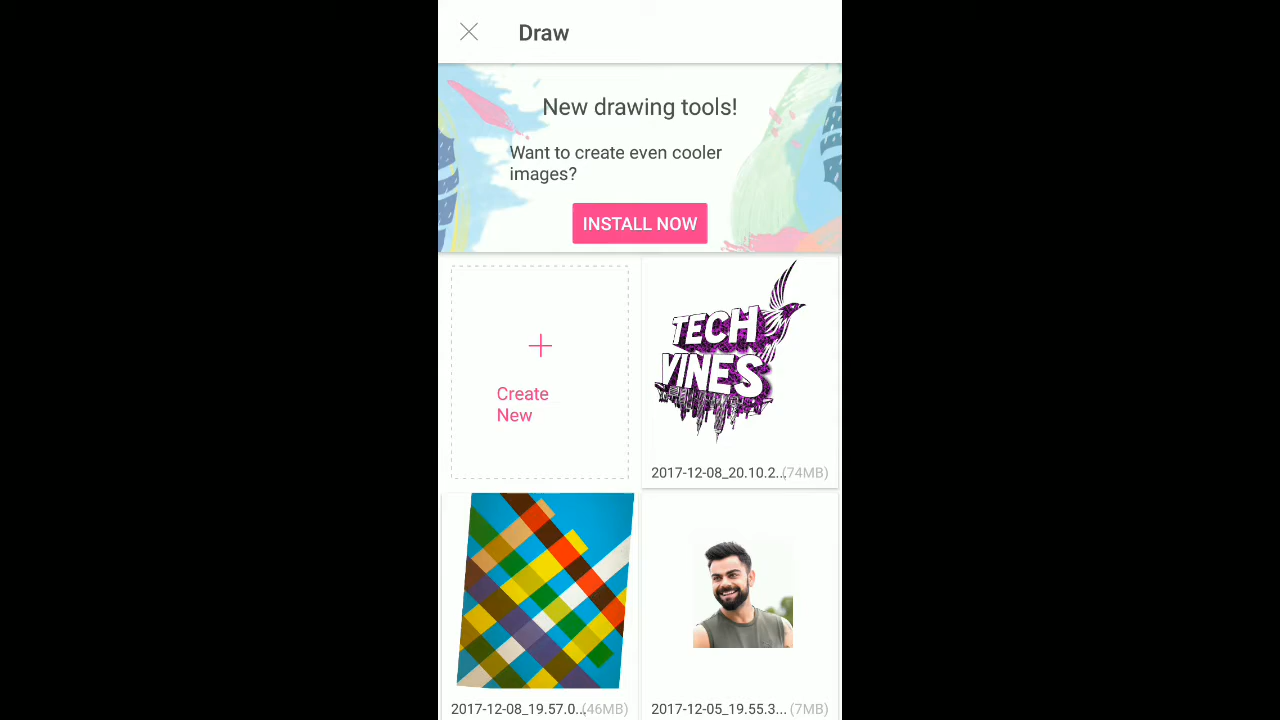 Draw
New drawing tools!
Want to create even cooler
images?
INSTALL NOW
Create
New
TECH
VINES
2017-12-08_20.10.2... (74MB)
2017-12-08_19.57.0... (46MB)
2017-12-05_19.55.3... (7MB)